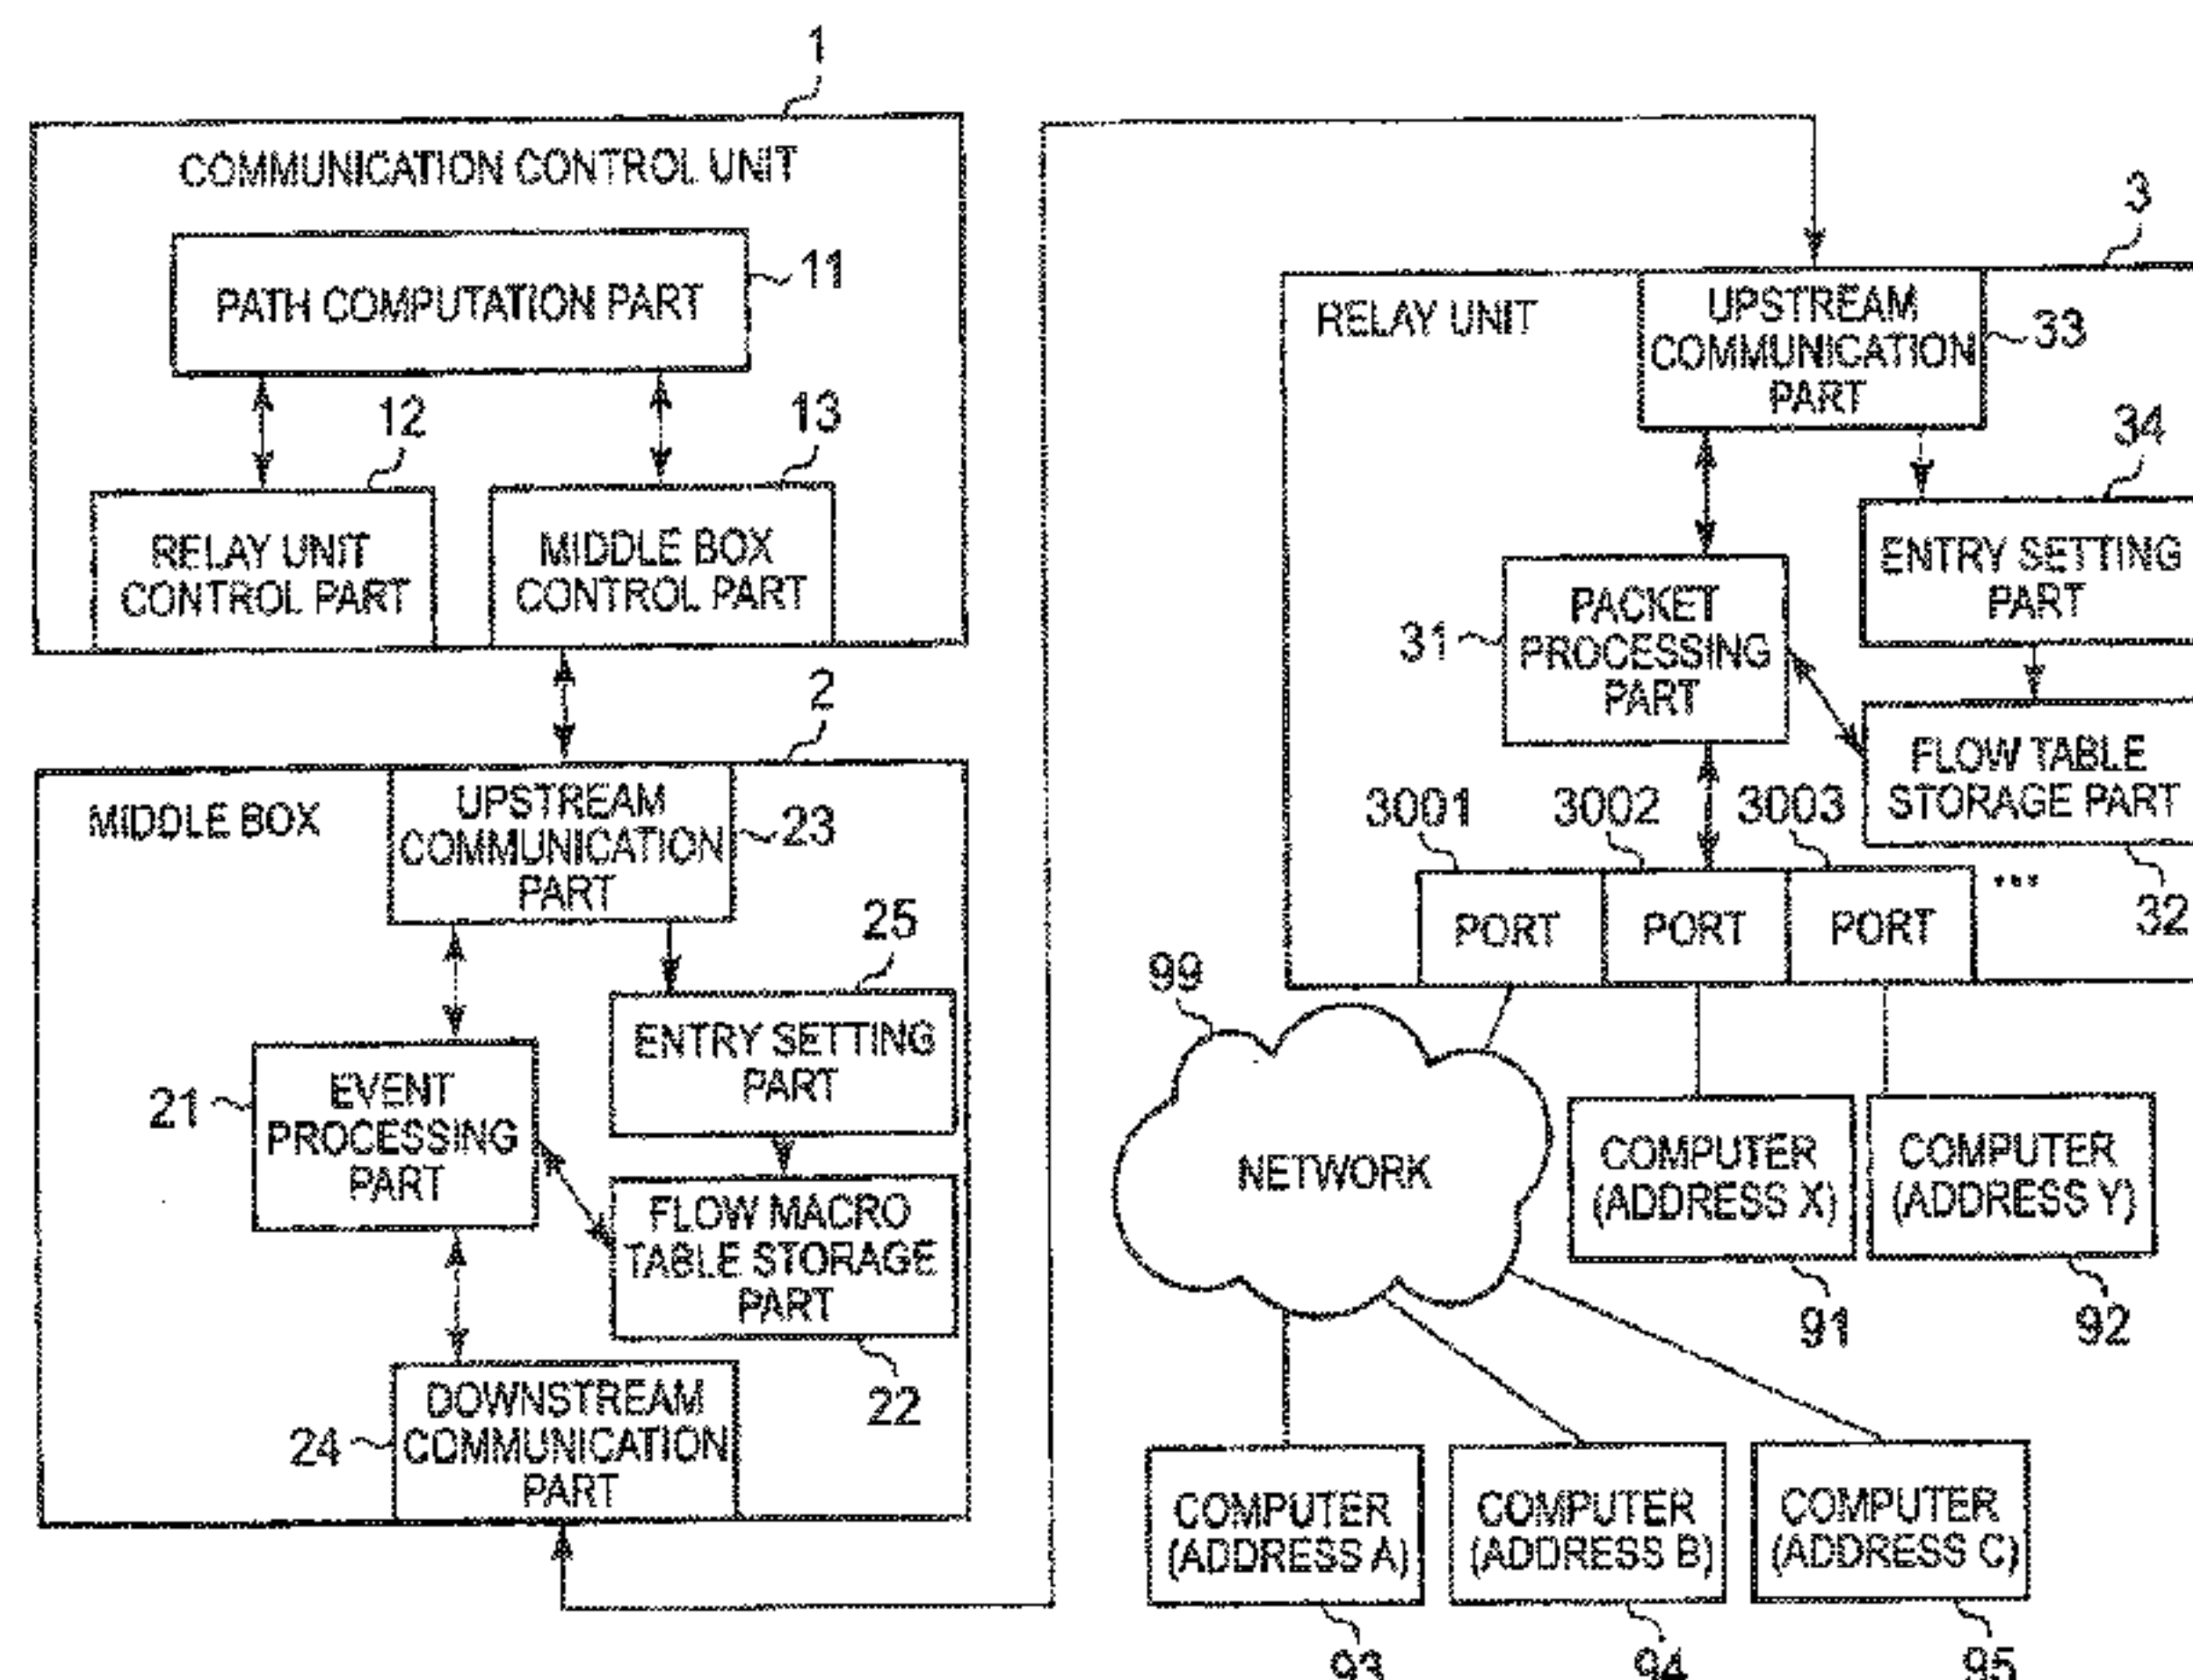 1
COMMUNICATION CONTROL UNIT
PATH COMPUTATION PART
11
12
13
RELAY UNIT
CONTROL PART
MIDDLE BOX
CONTROL PART
2
MIDDLE BOX
UPSTREAM
COMMUNICATION
PART
23
25
ENTRY SETTING
PART
21
EVENT
PROCESSING
PART
FLOW MACRO
TABLE STORAGE
PART
22
24
DOWNSTREAM
COMMUNICATION
PART
3
RELAY UNIT
UPSTREAM
COMMUNICATION
PART
33
34
ENTRY SETTING
PART
31
PACKET
PROCESSING
PART
FLOW TABLE
STORAGE PART
32
3001
3002
3003
PORT
PORT
PORT
...
99
NETWORK
COMPUTER
(ADDRESS X)
91
COMPUTER
(ADDRESS Y)
92
COMPUTER
(ADDRESS A)
93
COMPUTER
(ADDRESS B)
94
COMPUTER
(ADDRESS C)
95